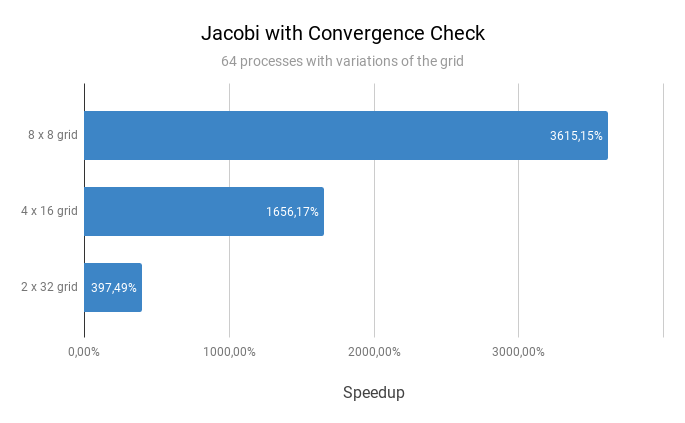 Jacobi with Convergence Check
64 processes with variations of the grid
8 x 8 grid
3615,15%
4 x 16 grid
1656,17%
2 x 32 grid
397,49%
0,00% 1000,00% 2000,00% 3000,00%
Speedup